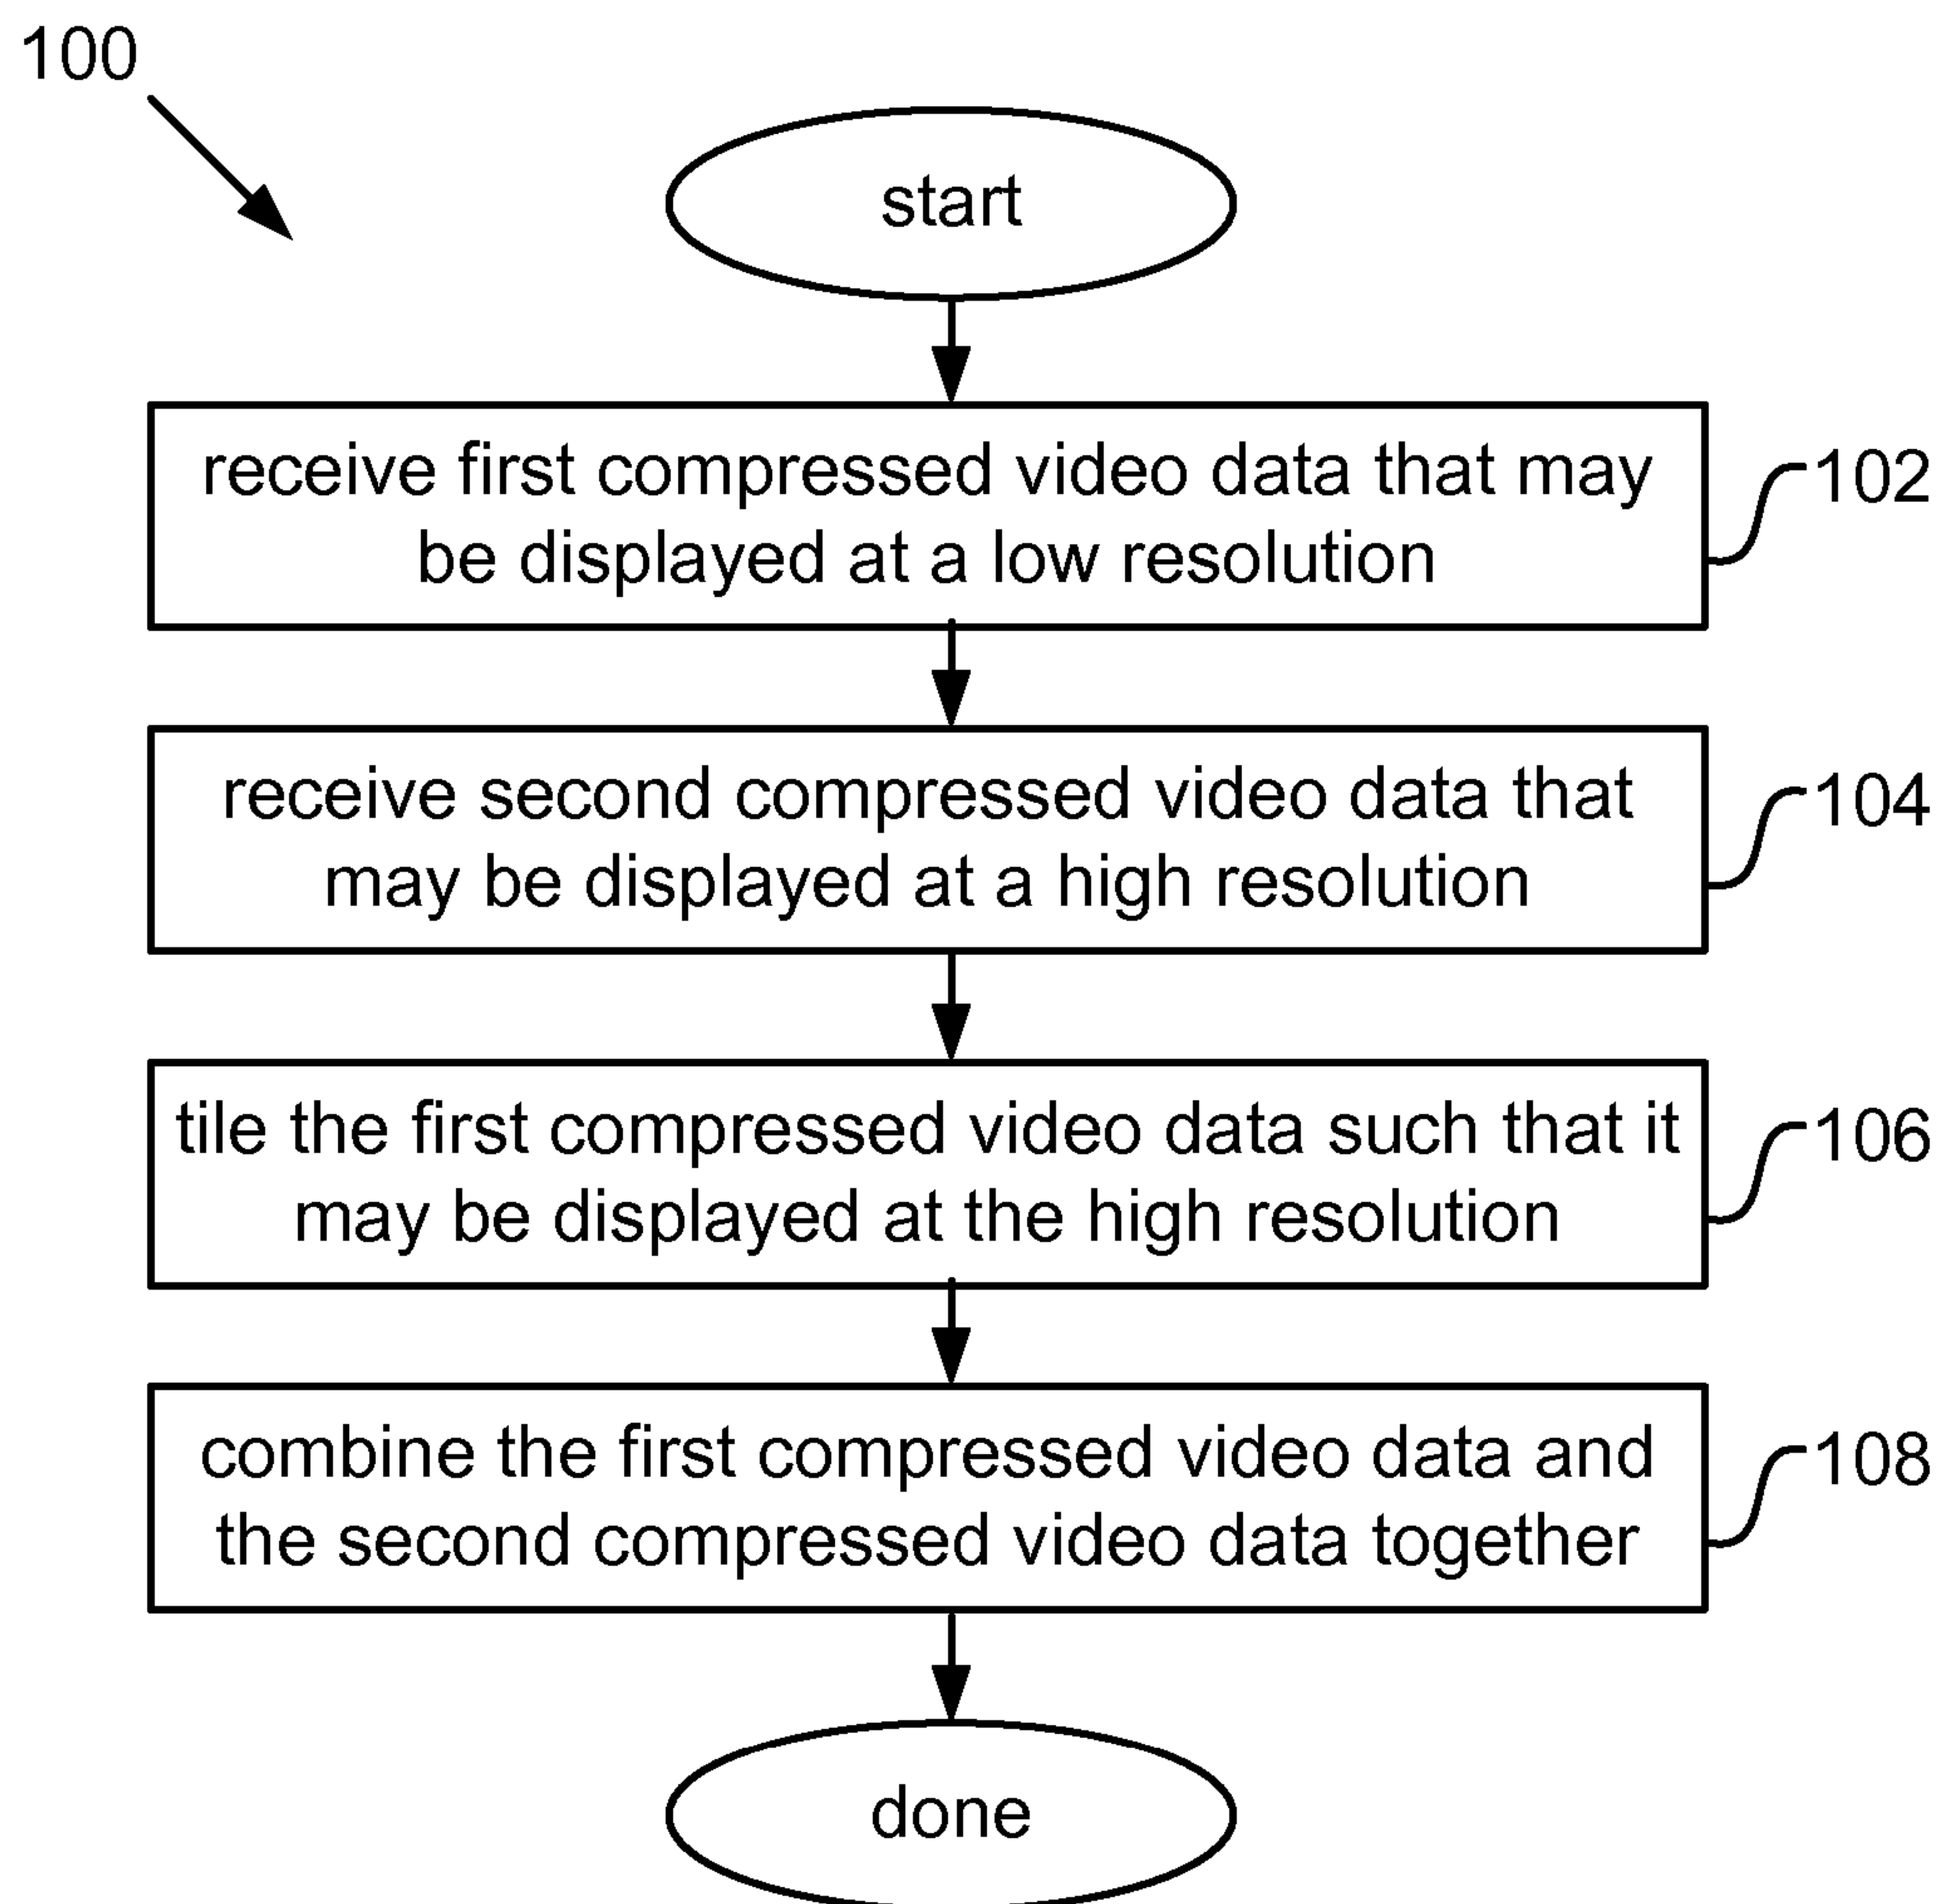 100
start
receive first compressed video data that may
be displayed at a low resolution
102
receive second compressed video data that
may be displayed at a high resolution
104
tile the first compressed video data such that it
may be displayed at the high resolution
106
combine the first compressed video data and
the second compressed video data together
108
done